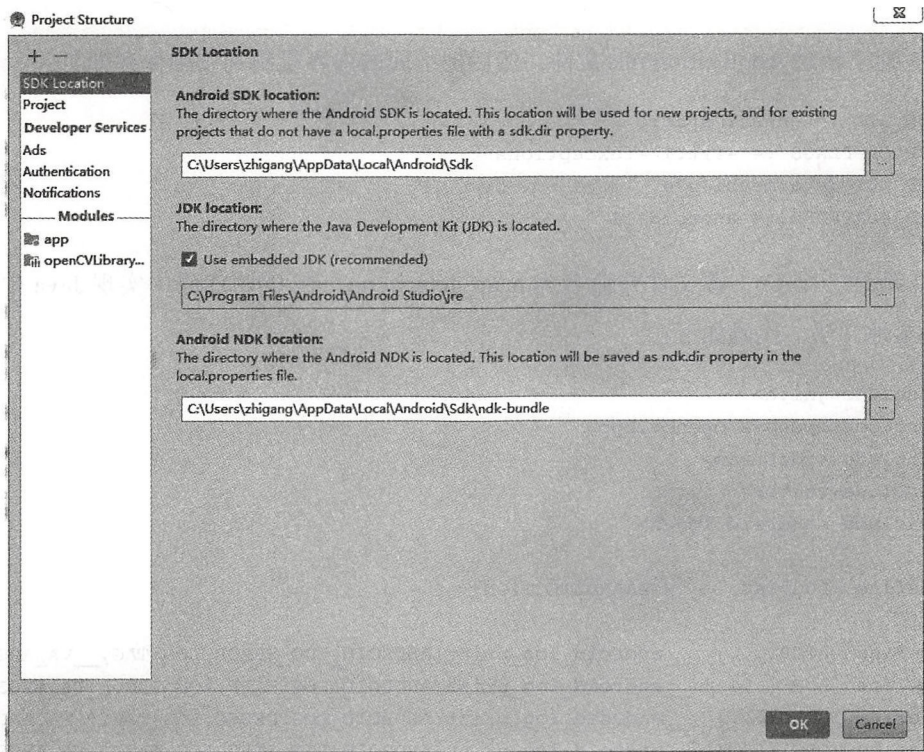 Project Structure
+ −
SDK Location
Project
Developer Services
Ads
Authentication
Notifications
Modules
app
openCVLibrary...
SDK Location
Android SDK location:
The directory where the Android SDK is located. This location will be used for new projects, and for existing
projects that do not have a local.properties file with a sdk.dir property.
C:\Users\zhigang\AppData\Local\Android\Sdk
...
JDK location:
The directory where the Java Development Kit (JDK) is located.
Use embedded JDK (recommended)
C:\Program Files\Android\Android Studio\jre
Android NDK location:
The directory where the Android NDK is located. This location will be saved as ndk.dir property in the
local.properties file.
C:\Users\zhigang\AppData\Local\Android\Sdk\ndk-bundle
...
OK
Cancel